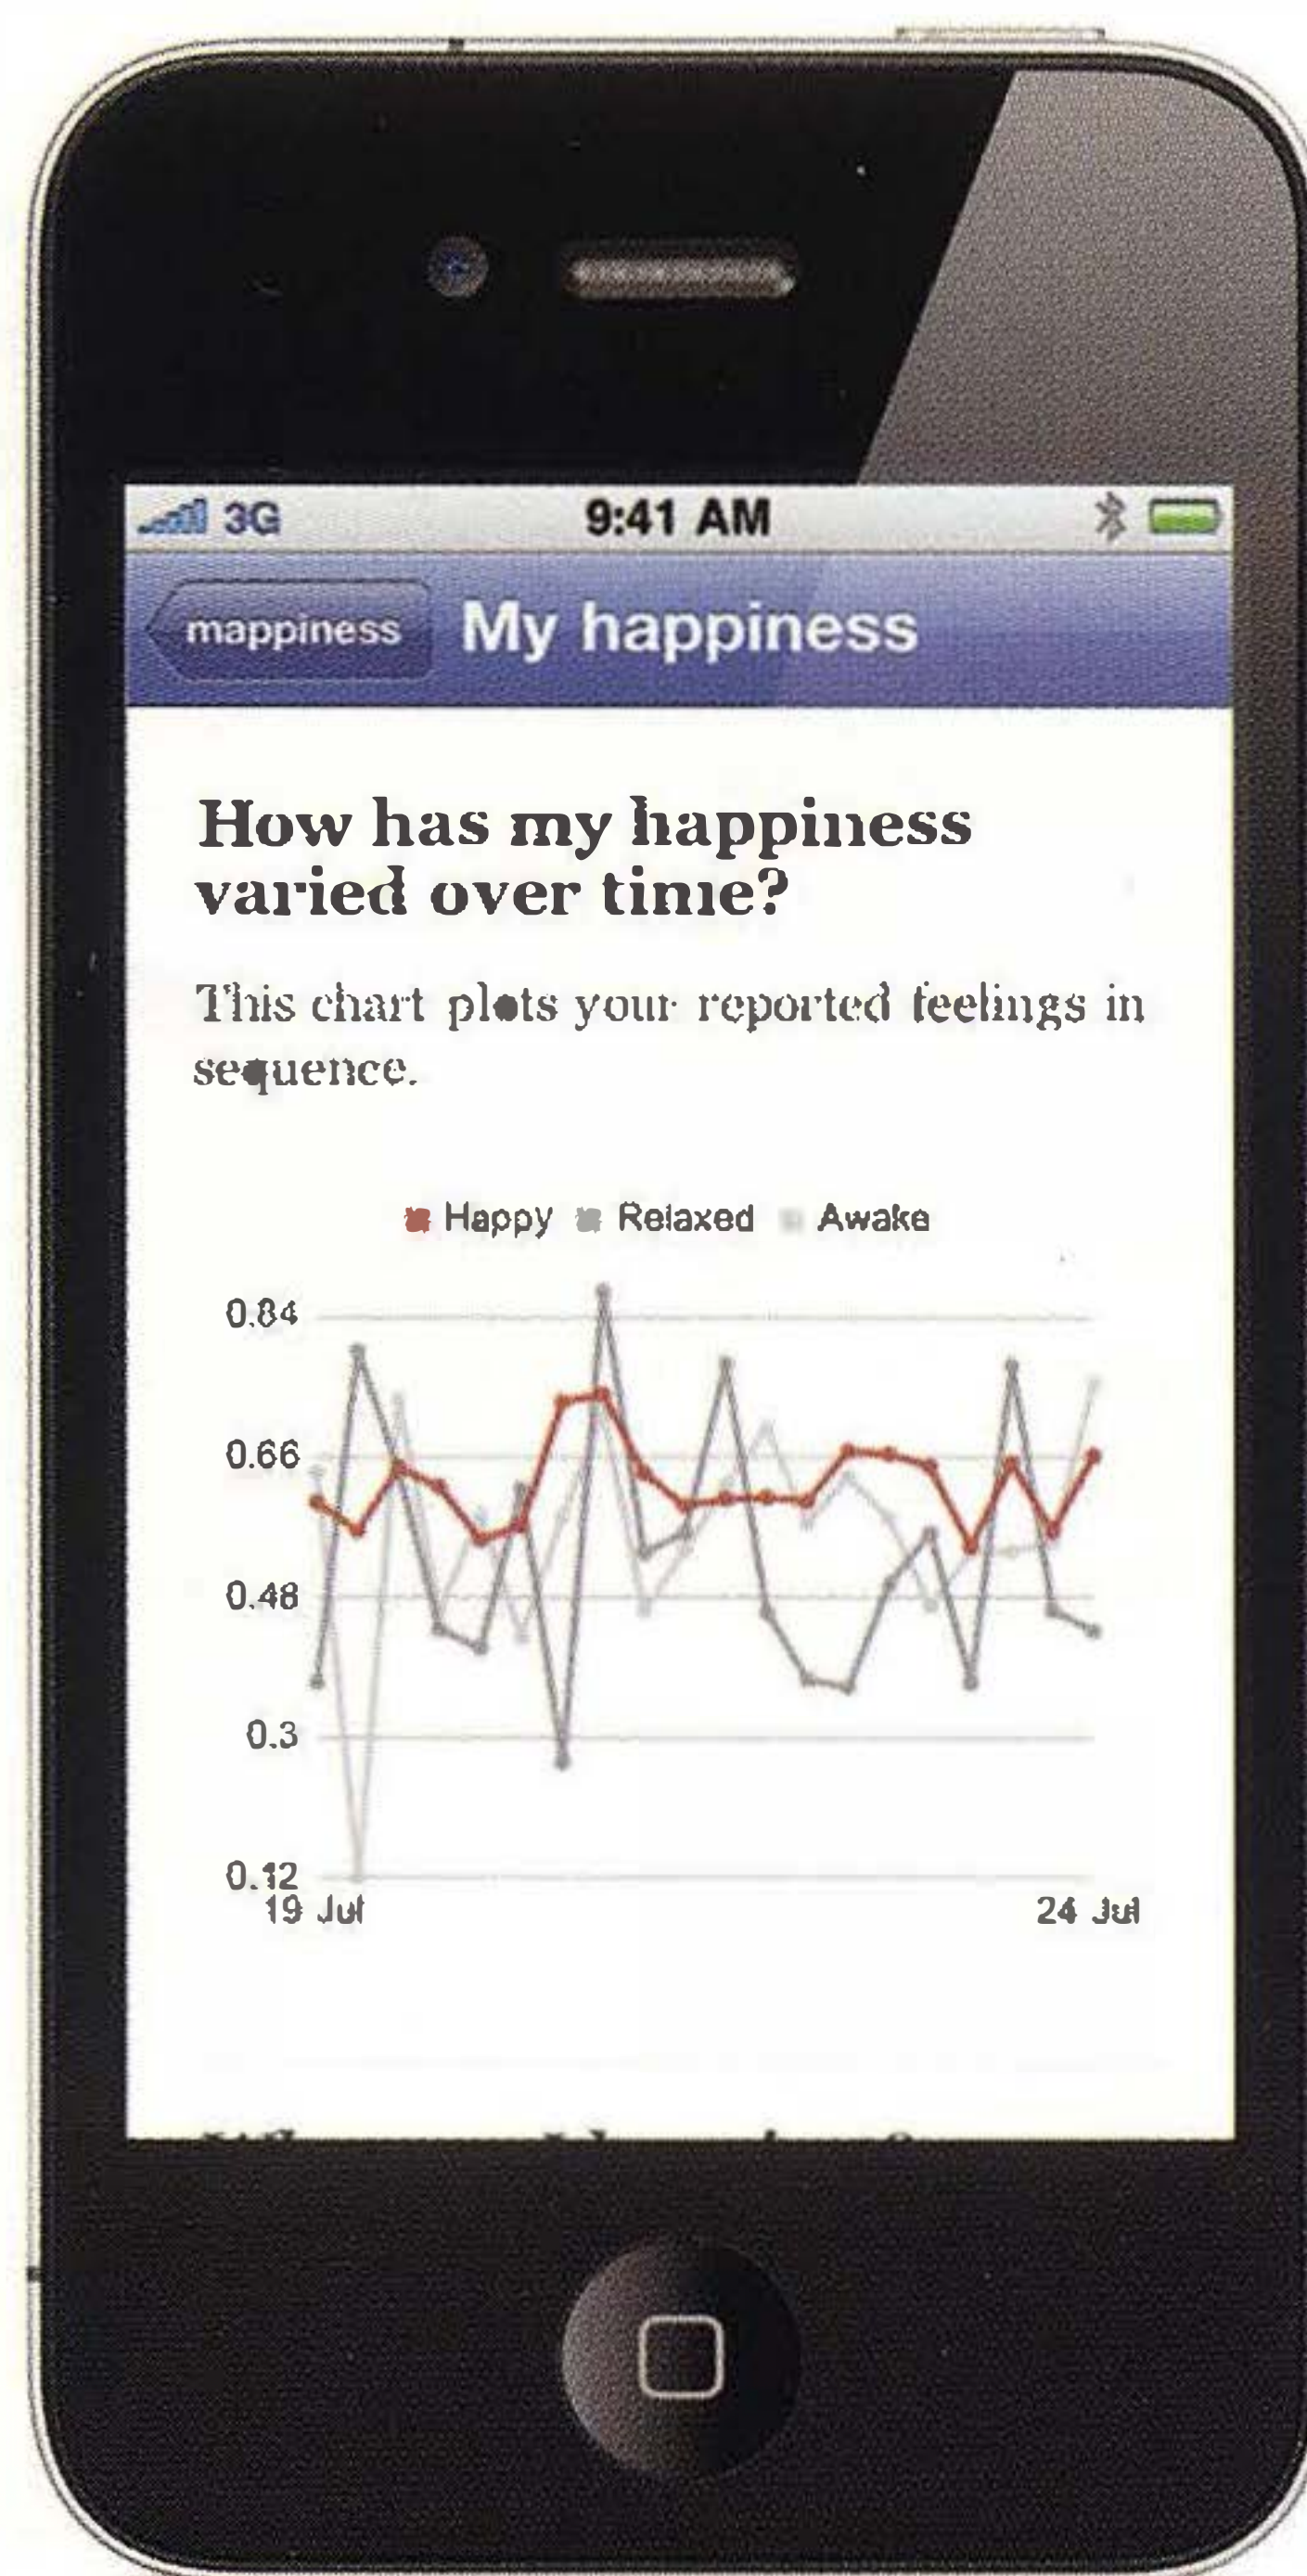 3G 9:41 AM
mappiness My happiness
How has my happiness
varied over time?
This chart plots your reported feelings in
sequence.
Happy Relaxed Awake
0.84
0.66
0.48
0.3
0.12
19 Jul 24 Jul